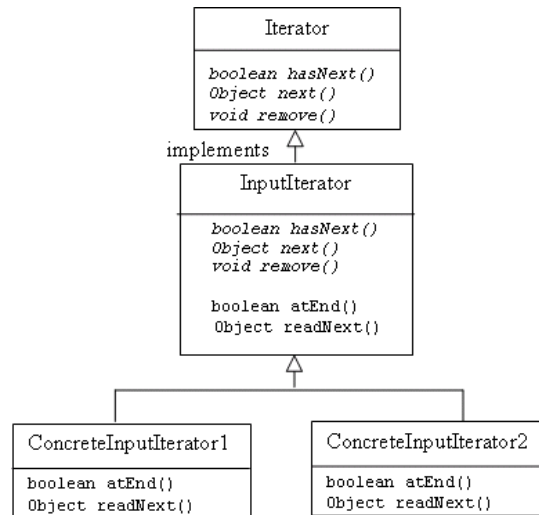 Iterator
boolean hasNext()
Object next()
void remove()
implements
InputIterator
boolean hasNext()
Object next()
void remove()
boolean atEnd()
Object readNext()
ConcreteInputIterator1
boolean atEnd()
Object readNext()
ConcreteInputIterator2
boolean atEnd()
Object readNext()